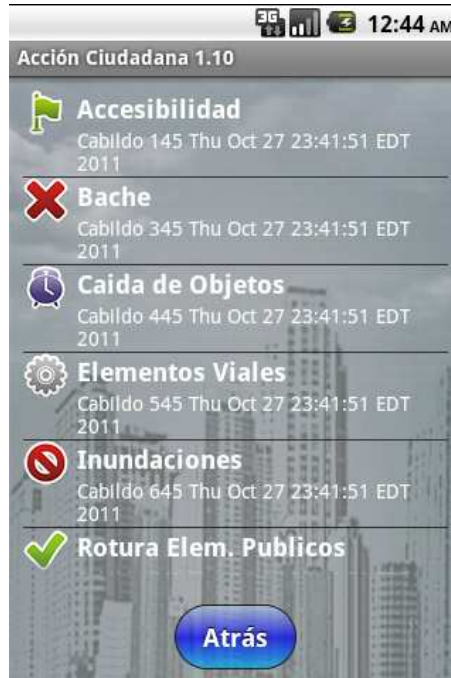 3G 12:44 AM
Acción Ciudadana 1.10
Accesibilidad
Cabildo 145 Thu Oct 27 23:41:51 EDT
2011
Bache
Cabildo 345 Thu Oct 27 23:41:51 EDT
2011
Caida de Objetos
Cabildo 445 Thu Oct 27 23:41:51 EDT
2011
Elementos Viales
Cabildo 545 Thu Oct 27 23:41:51 EDT
2011
Inundaciones
Cabildo 645 Thu Oct 27 23:41:51 EDT
2011
Rotura Elem. Publicos
Atrás